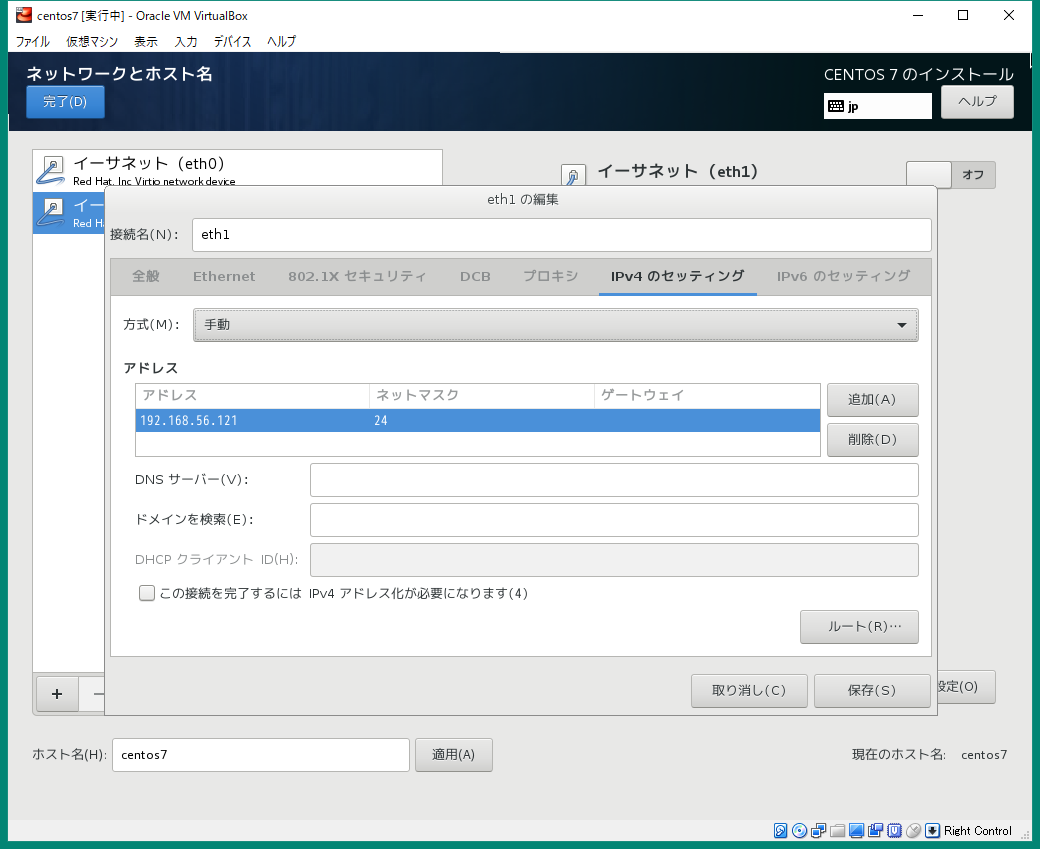 centos7 [実行中] - Oracle VM VirtualBox
ファイル 仮想マシン 表示 入力 デバイス ヘルプ
ネットワークとホスト名
CENTOS 7 のインストール
完了(D)
jp
ヘルプ
イーサネット（eth0）
Red Hat, Inc Virtio network device
イーサネット（eth1）
オフ
イー
Red H
eth1 の編集
接続名(N):
eth1
全般 Ethernet 802.1X セキュリティ DCB プロキシ IPv4 のセッティング IPv6 のセッティング
方式(M):
手動
アドレス
アドレス ネットマスク ゲートウェイ
192.168.56.121 24
追加(A)
削除(D)
DNS サーバー(V):
ドメインを検索(E):
DHCP クライアント ID(H):
この接続を完了するには IPv4 アドレス化が必要になります(4)
ルート(R)…
取り消し(C)
保存(S)
設定(O)
+ −
ホスト名(H):
centos7
適用(A)
現在のホスト名: centos7
Right Control